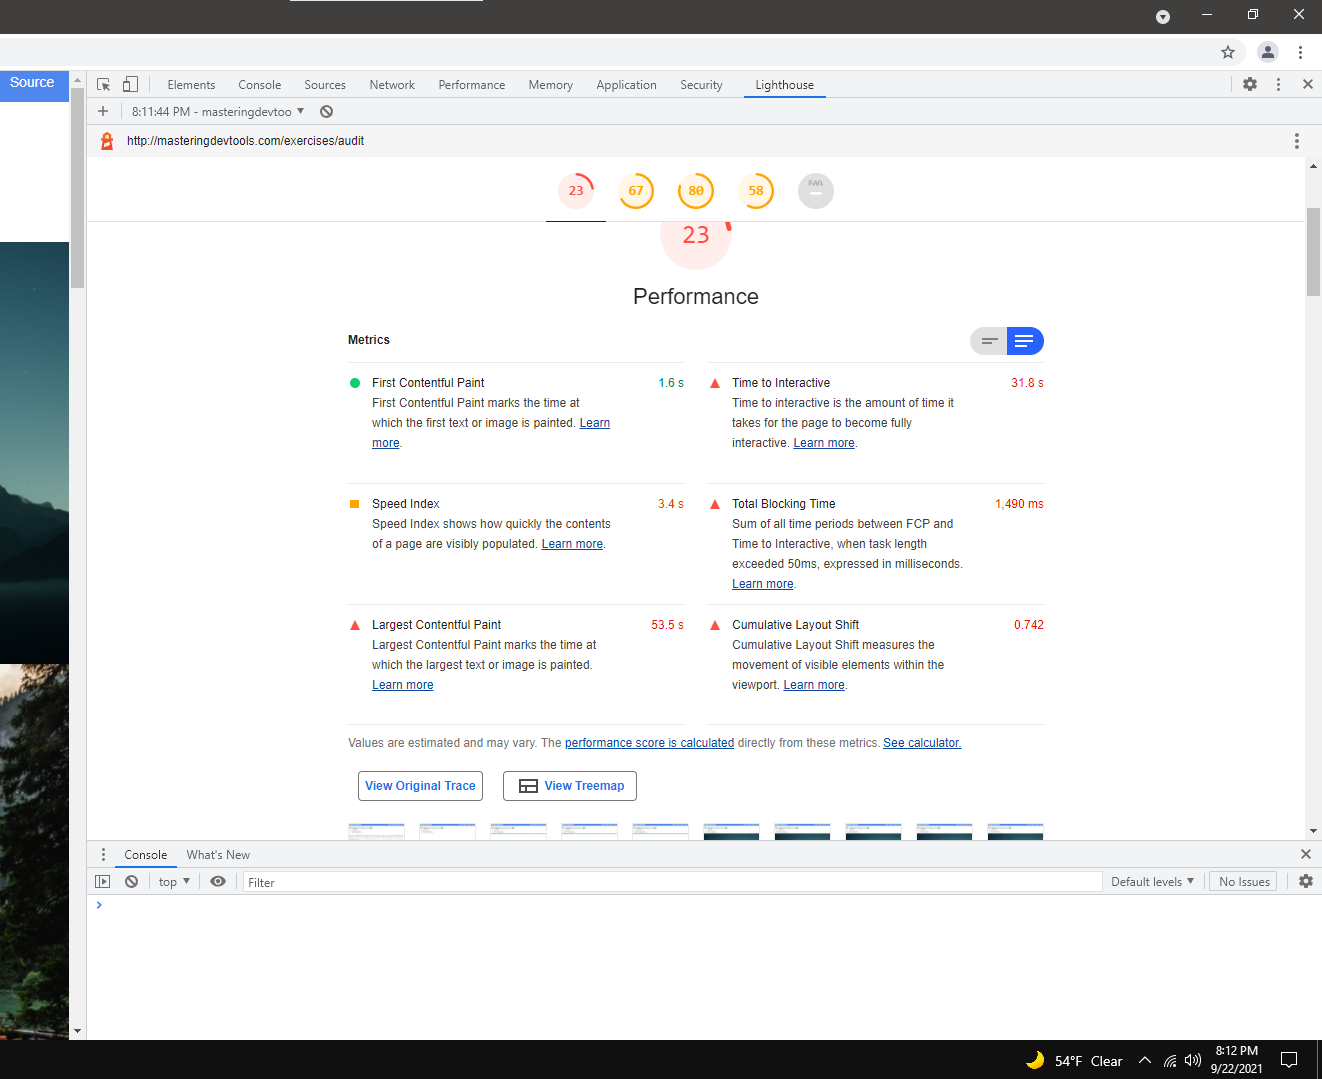 Source
Elements Console Sources Network Performance Memory Application Security Lighthouse
+ 8:11:44 PM - masteringdevtoo
http://masteringdevtools.com/exercises/audit
23 67 80 58 PWA
23
Performance
Metrics
First Contentful Paint 1.6 s
First Contentful Paint marks the time at
which the first text or image is painted. Learn
more.
Time to Interactive 31.8 s
Time to interactive is the amount of time it
takes for the page to become fully
interactive. Learn more.
Speed Index 3.4 s
Speed Index shows how quickly the contents
of a page are visibly populated. Learn more.
Total Blocking Time 1,490 ms
Sum of all time periods between FCP and
Time to Interactive, when task length
exceeded 50ms, expressed in milliseconds.
Learn more.
Largest Contentful Paint 53.5 s
Largest Contentful Paint marks the time at
which the largest text or image is painted.
Learn more
Cumulative Layout Shift 0.742
Cumulative Layout Shift measures the
movement of visible elements within the
viewport. Learn more.
Values are estimated and may vary. The performance score is calculated directly from these metrics. See calculator.
View Original Trace View Treemap
Console What's New
top Filter Default levels No Issues
54°F Clear
8:12 PM
9/22/2021